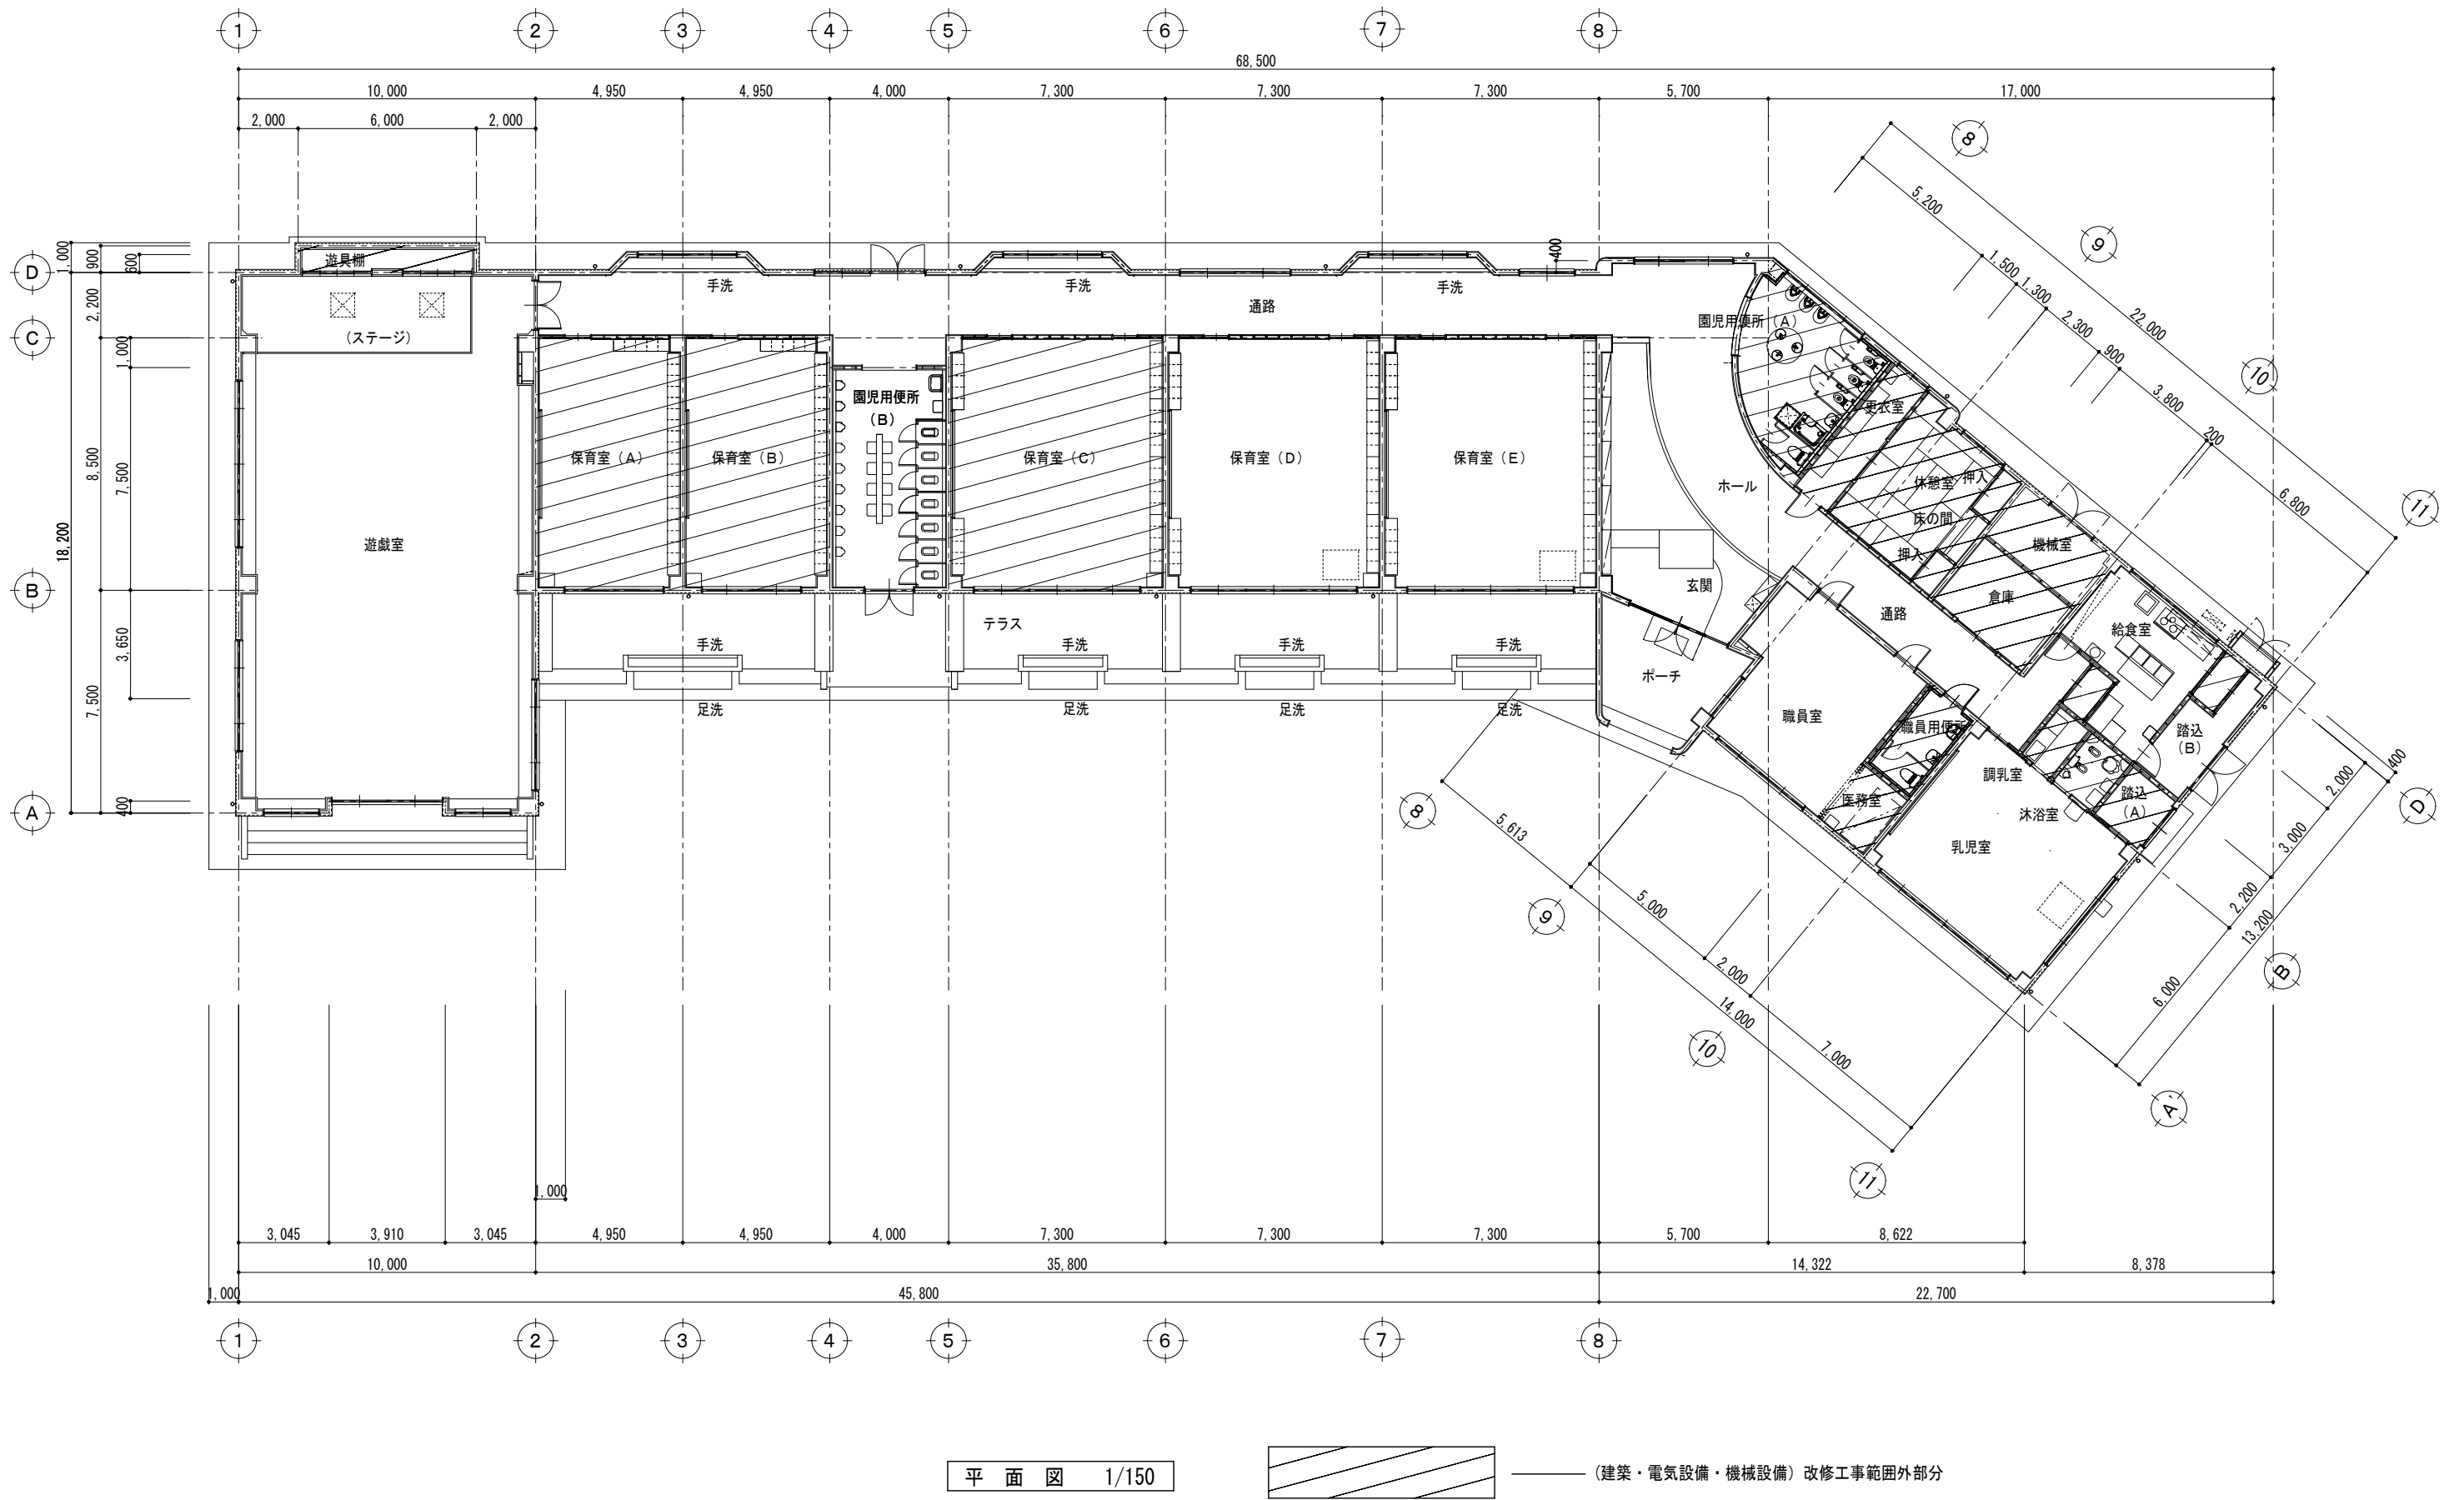 1 2 3 4 5 6 7 8
68,500
10,000 4,950 4,950 4,000 7,300 7,300 7,300 5,700 17,000
2,000 6,000 2,000
8
9
10
11
22,000
5,200
1,500
1,300
2,300
900
3,800
200
6,800
D
C
B
A
1,000
900
600
2,200
1,000
8,500
7,500
18,200
3,650
7,500
400
400
遊具棚
(ステージ)
遊戯室
手洗
手洗
手洗
通路
保育室(A)
保育室(B)
園児用便所
(B)
保育室(C)
保育室(D)
保育室(E)
テラス
手洗
手洗
手洗
手洗
足洗
足洗
足洗
足洗
園児用便所(A)
ホール
玄関
ポーチ
更衣室
休憩室
押入
床の間
押入
機械室
倉庫
通路
給食室
職員室
職員用便所
医務室
調乳室
沐浴室
踏込
(B)
踏込
(A)
乳児室
400
2,000
3,000
2,200
13,200
6,000
D
B
A'
8
9
10
11
5,613
5,000
2,000
14,000
7,000
1,000
3,045 3,910 3,045 4,950 4,950 4,000 7,300 7,300 7,300 5,700 8,622
10,000 35,800 14,322 8,378
1,000 45,800 22,700
1 2 3 4 5 6 7 8
平 面 図 1/150
(建築・電気設備・機械設備) 改修工事範囲外部分